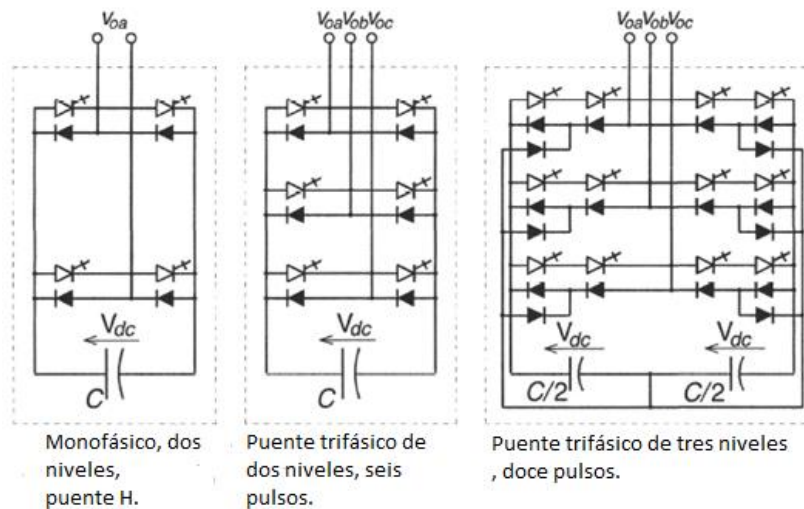 Voa
VoaVobVoc
VoaVobVoc
Vdc
C
Vdc
C
Vdc
C/2
Vdc
C/2
Monofásico, dos
niveles,
puente H.
Puente trifásico de
dos niveles, seis
pulsos.
Puente trifásico de tres niveles
, doce pulsos.